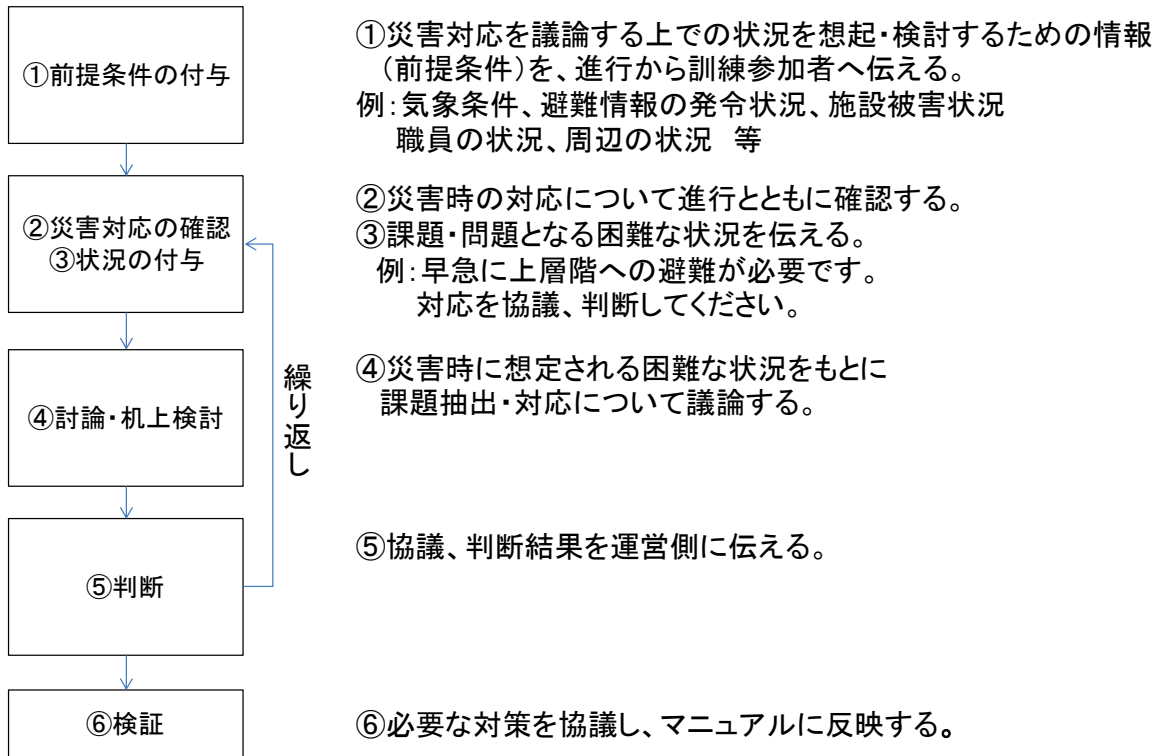 ①前提条件の付与
①災害対応を議論する上での状況を想起・検討するための情報
（前提条件）を、進行から訓練参加者へ伝える。
例：気象条件、避難情報の発令状況、施設被害状況
職員の状況、周辺の状況　等
②災害対応の確認
③状況の付与
②災害時の対応について進行とともに確認する。
③課題・問題となる困難な状況を伝える。
例：早急に上層階への避難が必要です。
対応を協議、判断してください。
④討論・机上検討
繰り返し
④災害時に想定される困難な状況をもとに
課題抽出・対応について議論する。
⑤判断
⑤協議、判断結果を運営側に伝える。
⑥検証
⑥必要な対策を協議し、マニュアルに反映する。